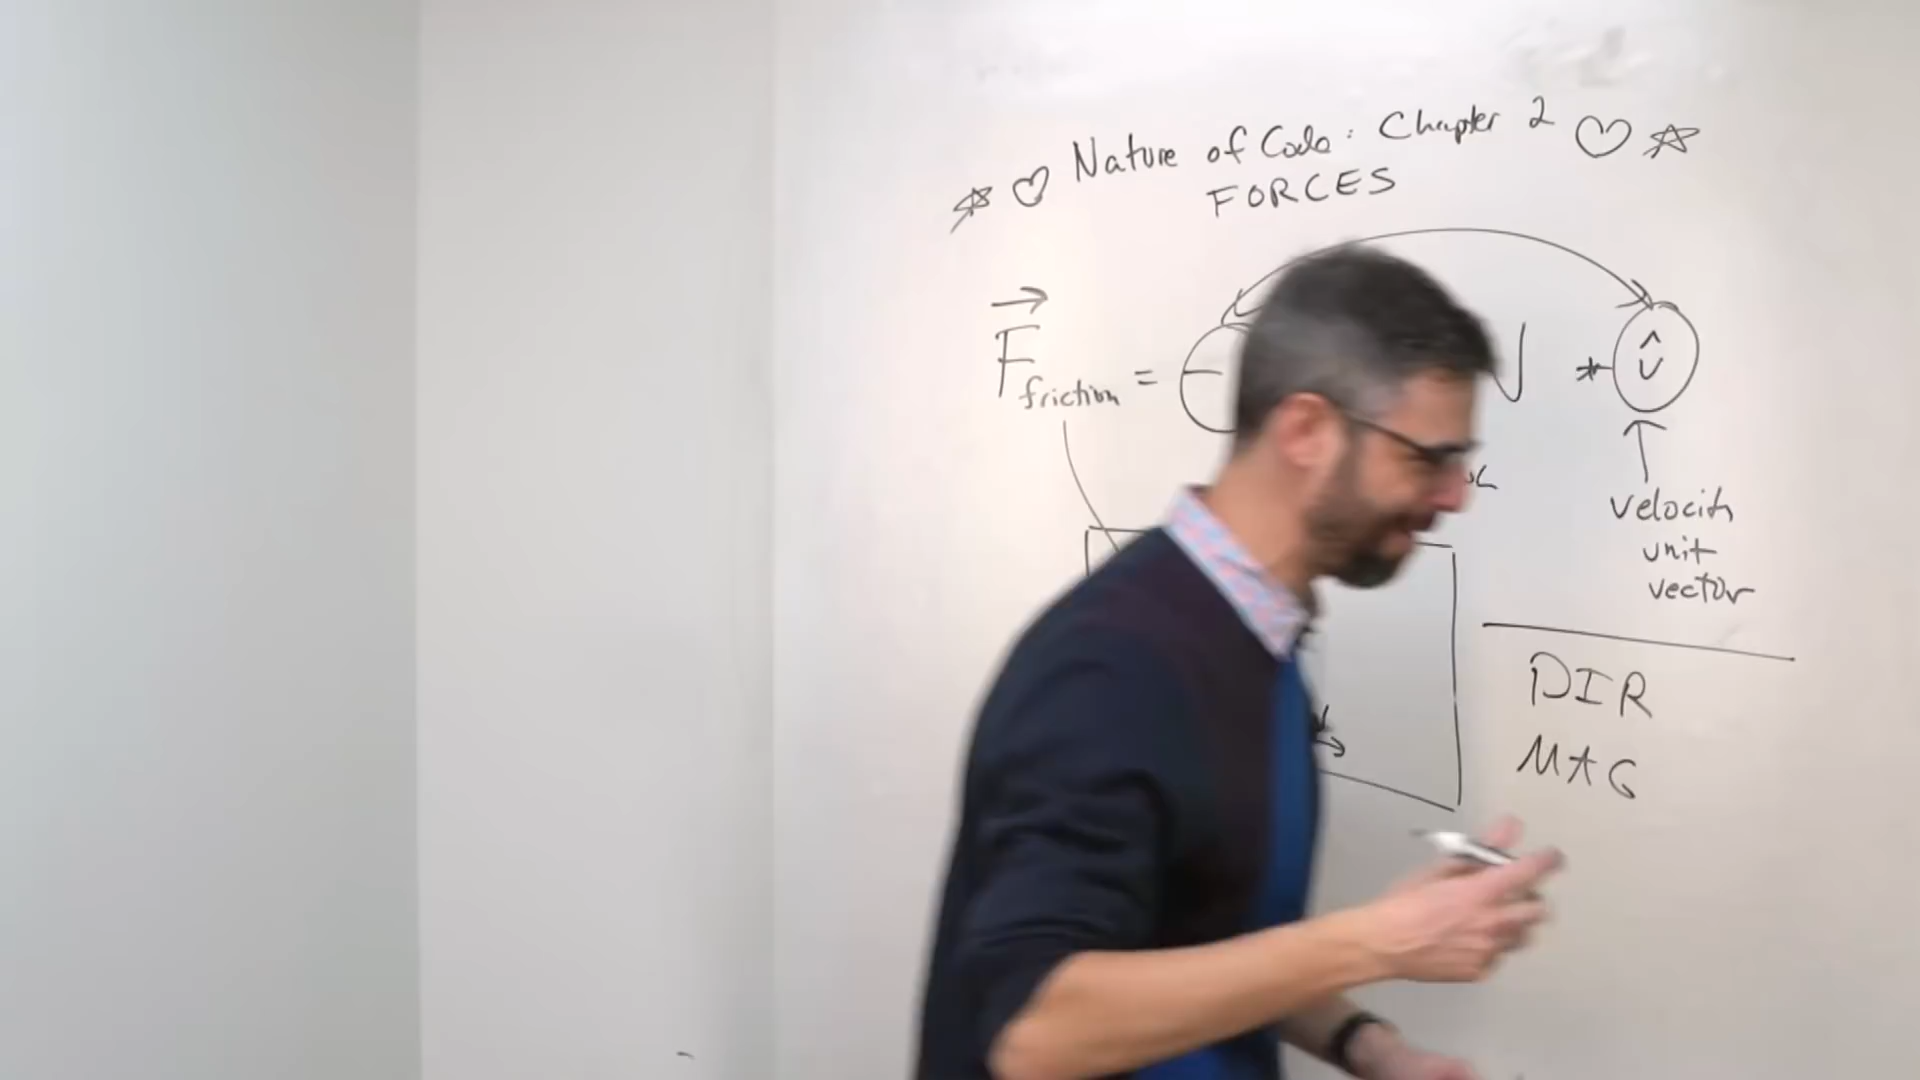 Nature of Code: Chapter 2
FORCES
F friction = - N * v̂
velocity
unit
vector
DIR
MAG